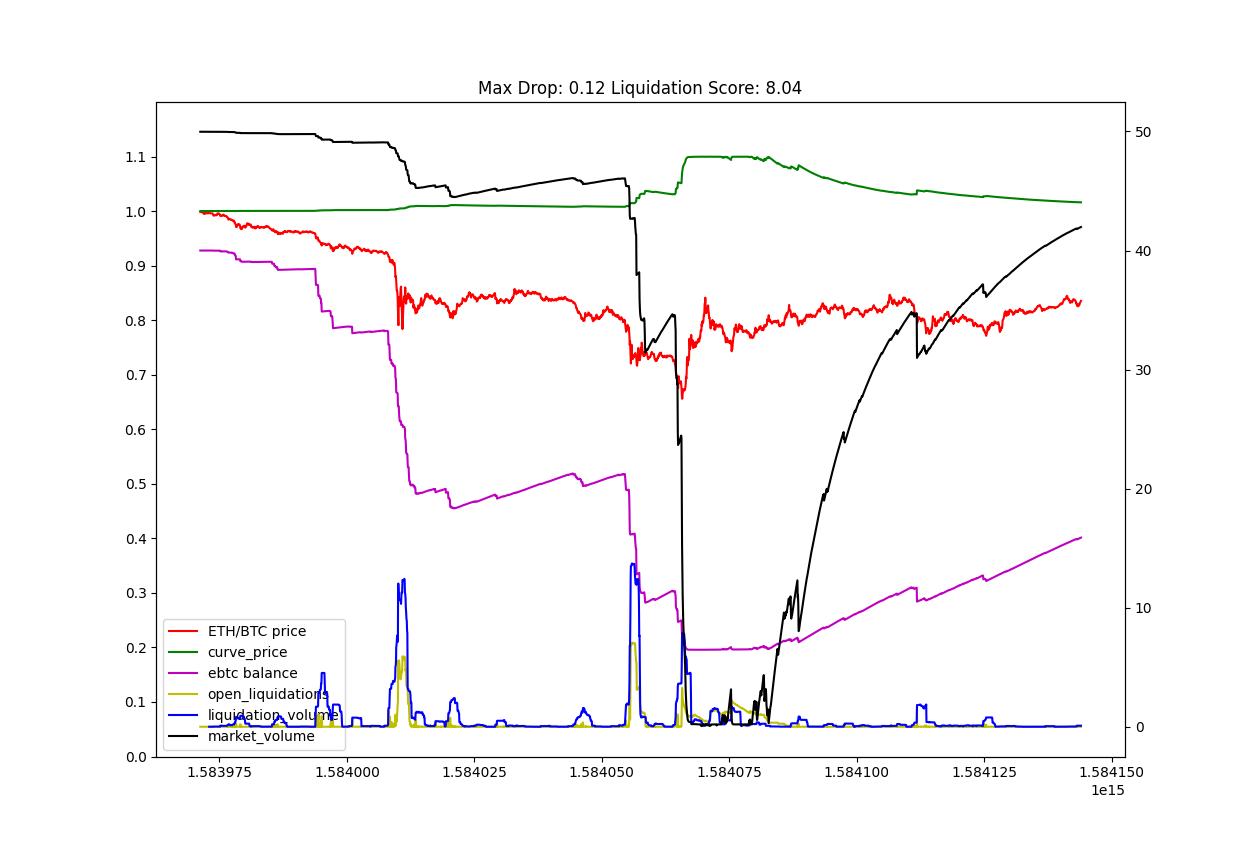 Max Drop: 0.12 Liquidation Score: 8.04
1.1
1.0
0.9
0.8
0.7
0.6
0.5
0.4
0.3
0.2
0.1
0.0
50
40
30
20
10
0
ETH/BTC price
curve_price
ebtc balance
open_liquidations
liquidation_volume
market_volume
1.583975 1.584000 1.584025 1.584050 1.584075 1.584100 1.584125 1.584150
1e15